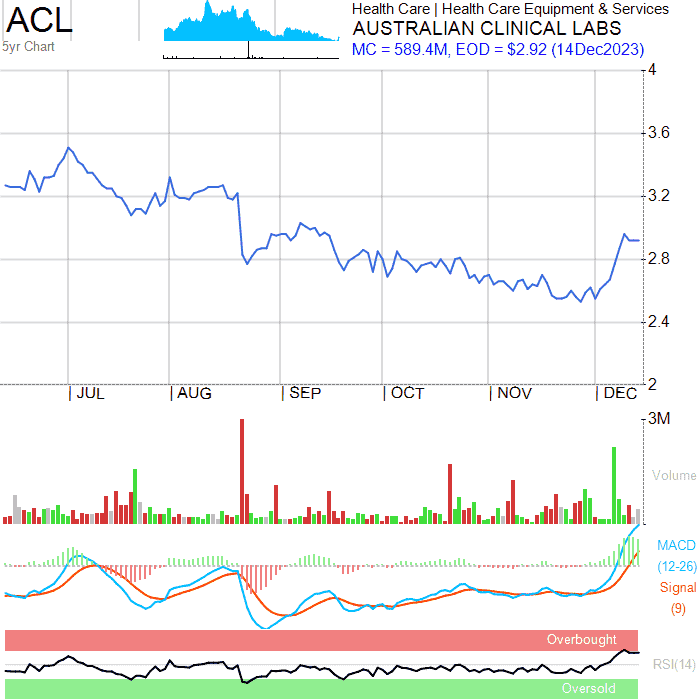 ACL
5yr Chart
Health Care | Health Care Equipment & Services
AUSTRALIAN CLINICAL LABS
MC = 589.4M, EOD = $2.92 (14Dec2023)
4
3.6
3.2
2.8
2.4
2
| JUL | AUG | SEP | OCT | NOV | DEC
3M
Volume
MACD
(12-26)
Signal
(9)
Overbought
RSI(14)
Oversold